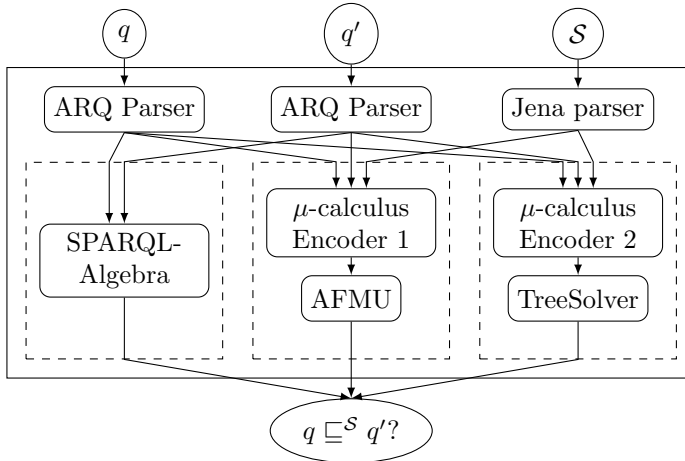 q
q′
𝒮
ARQ Parser
ARQ Parser
Jena parser
SPARQL-
Algebra
μ-calculus
Encoder 1
AFMU
μ-calculus
Encoder 2
TreeSolver
q ⊑^𝒮 q′?